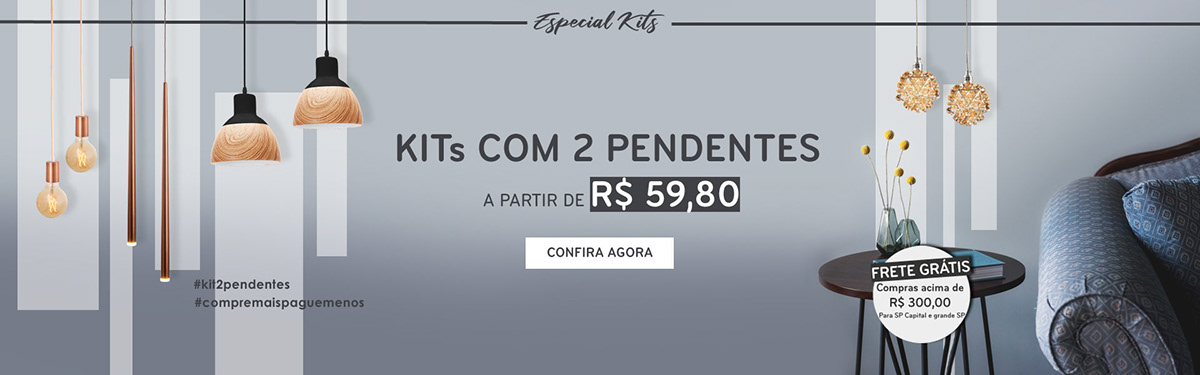 Especial Kits
KITs COM 2 PENDENTES
A PARTIR DE R$ 59,80
CONFIRA AGORA
#kit2pendentes
#compremaispaguemenos
FRETE GRÁTIS
Compras acima de
R$ 300,00
Para SP Capital e grande SP